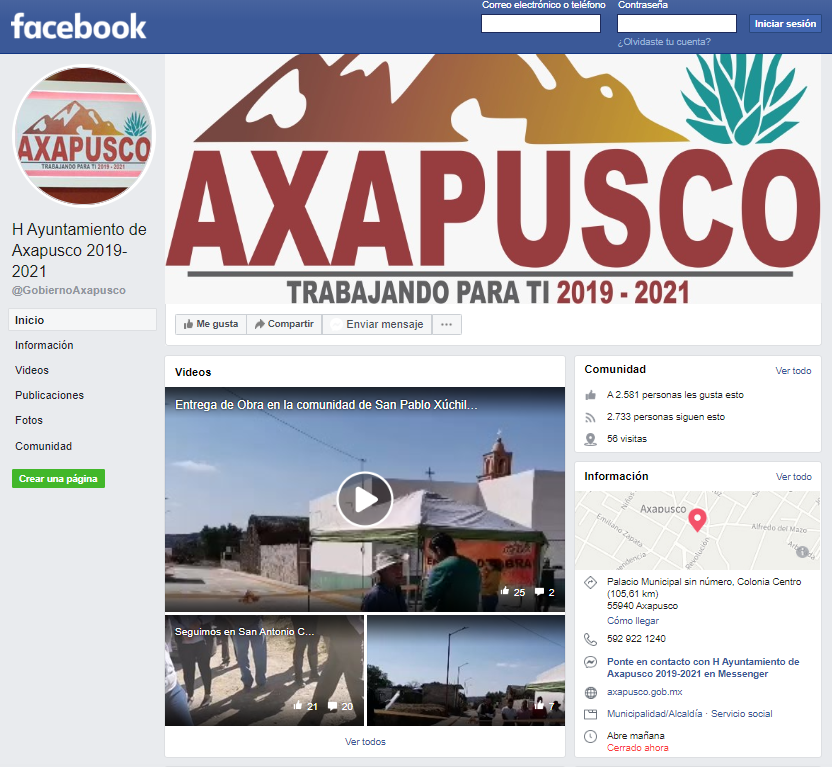 facebook
Correo electrónico o teléfono
Contraseña
Iniciar sesión
¿Olvidaste tu cuenta?
AXAPUSCO
TRABAJANDO PARA TI 2019 - 2021
H Ayuntamiento de
Axapusco 2019-
2021
@GobiernoAxapusco
Inicio
Información
Videos
Publicaciones
Fotos
Comunidad
Crear una página
AXAPUSCO
TRABAJANDO PARA TI 2019 - 2021
Me gusta
Compartir
Enviar mensaje
...
Videos
Entrega de Obra en la comunidad de San Pablo Xúchil...
25 2
Seguimos en San Antonio C...
21 20
7
Ver todos
Comunidad
Ver todo
A 2.581 personas les gusta esto
2.733 personas siguen esto
56 visitas
Información
Ver todo
Axapusco
Emiliano Zapata
Niños
Alfredo del Mazo
Revolución
Palacio Municipal sin número, Colonia Centro
(105,61 km)
55940 Axapusco
Cómo llegar
592 922 1240
Ponte en contacto con H Ayuntamiento de
Axapusco 2019-2021 en Messenger
axapusco.gob.mx
Municipalidad/Alcaldía · Servicio social
Abre mañana
Cerrado ahora